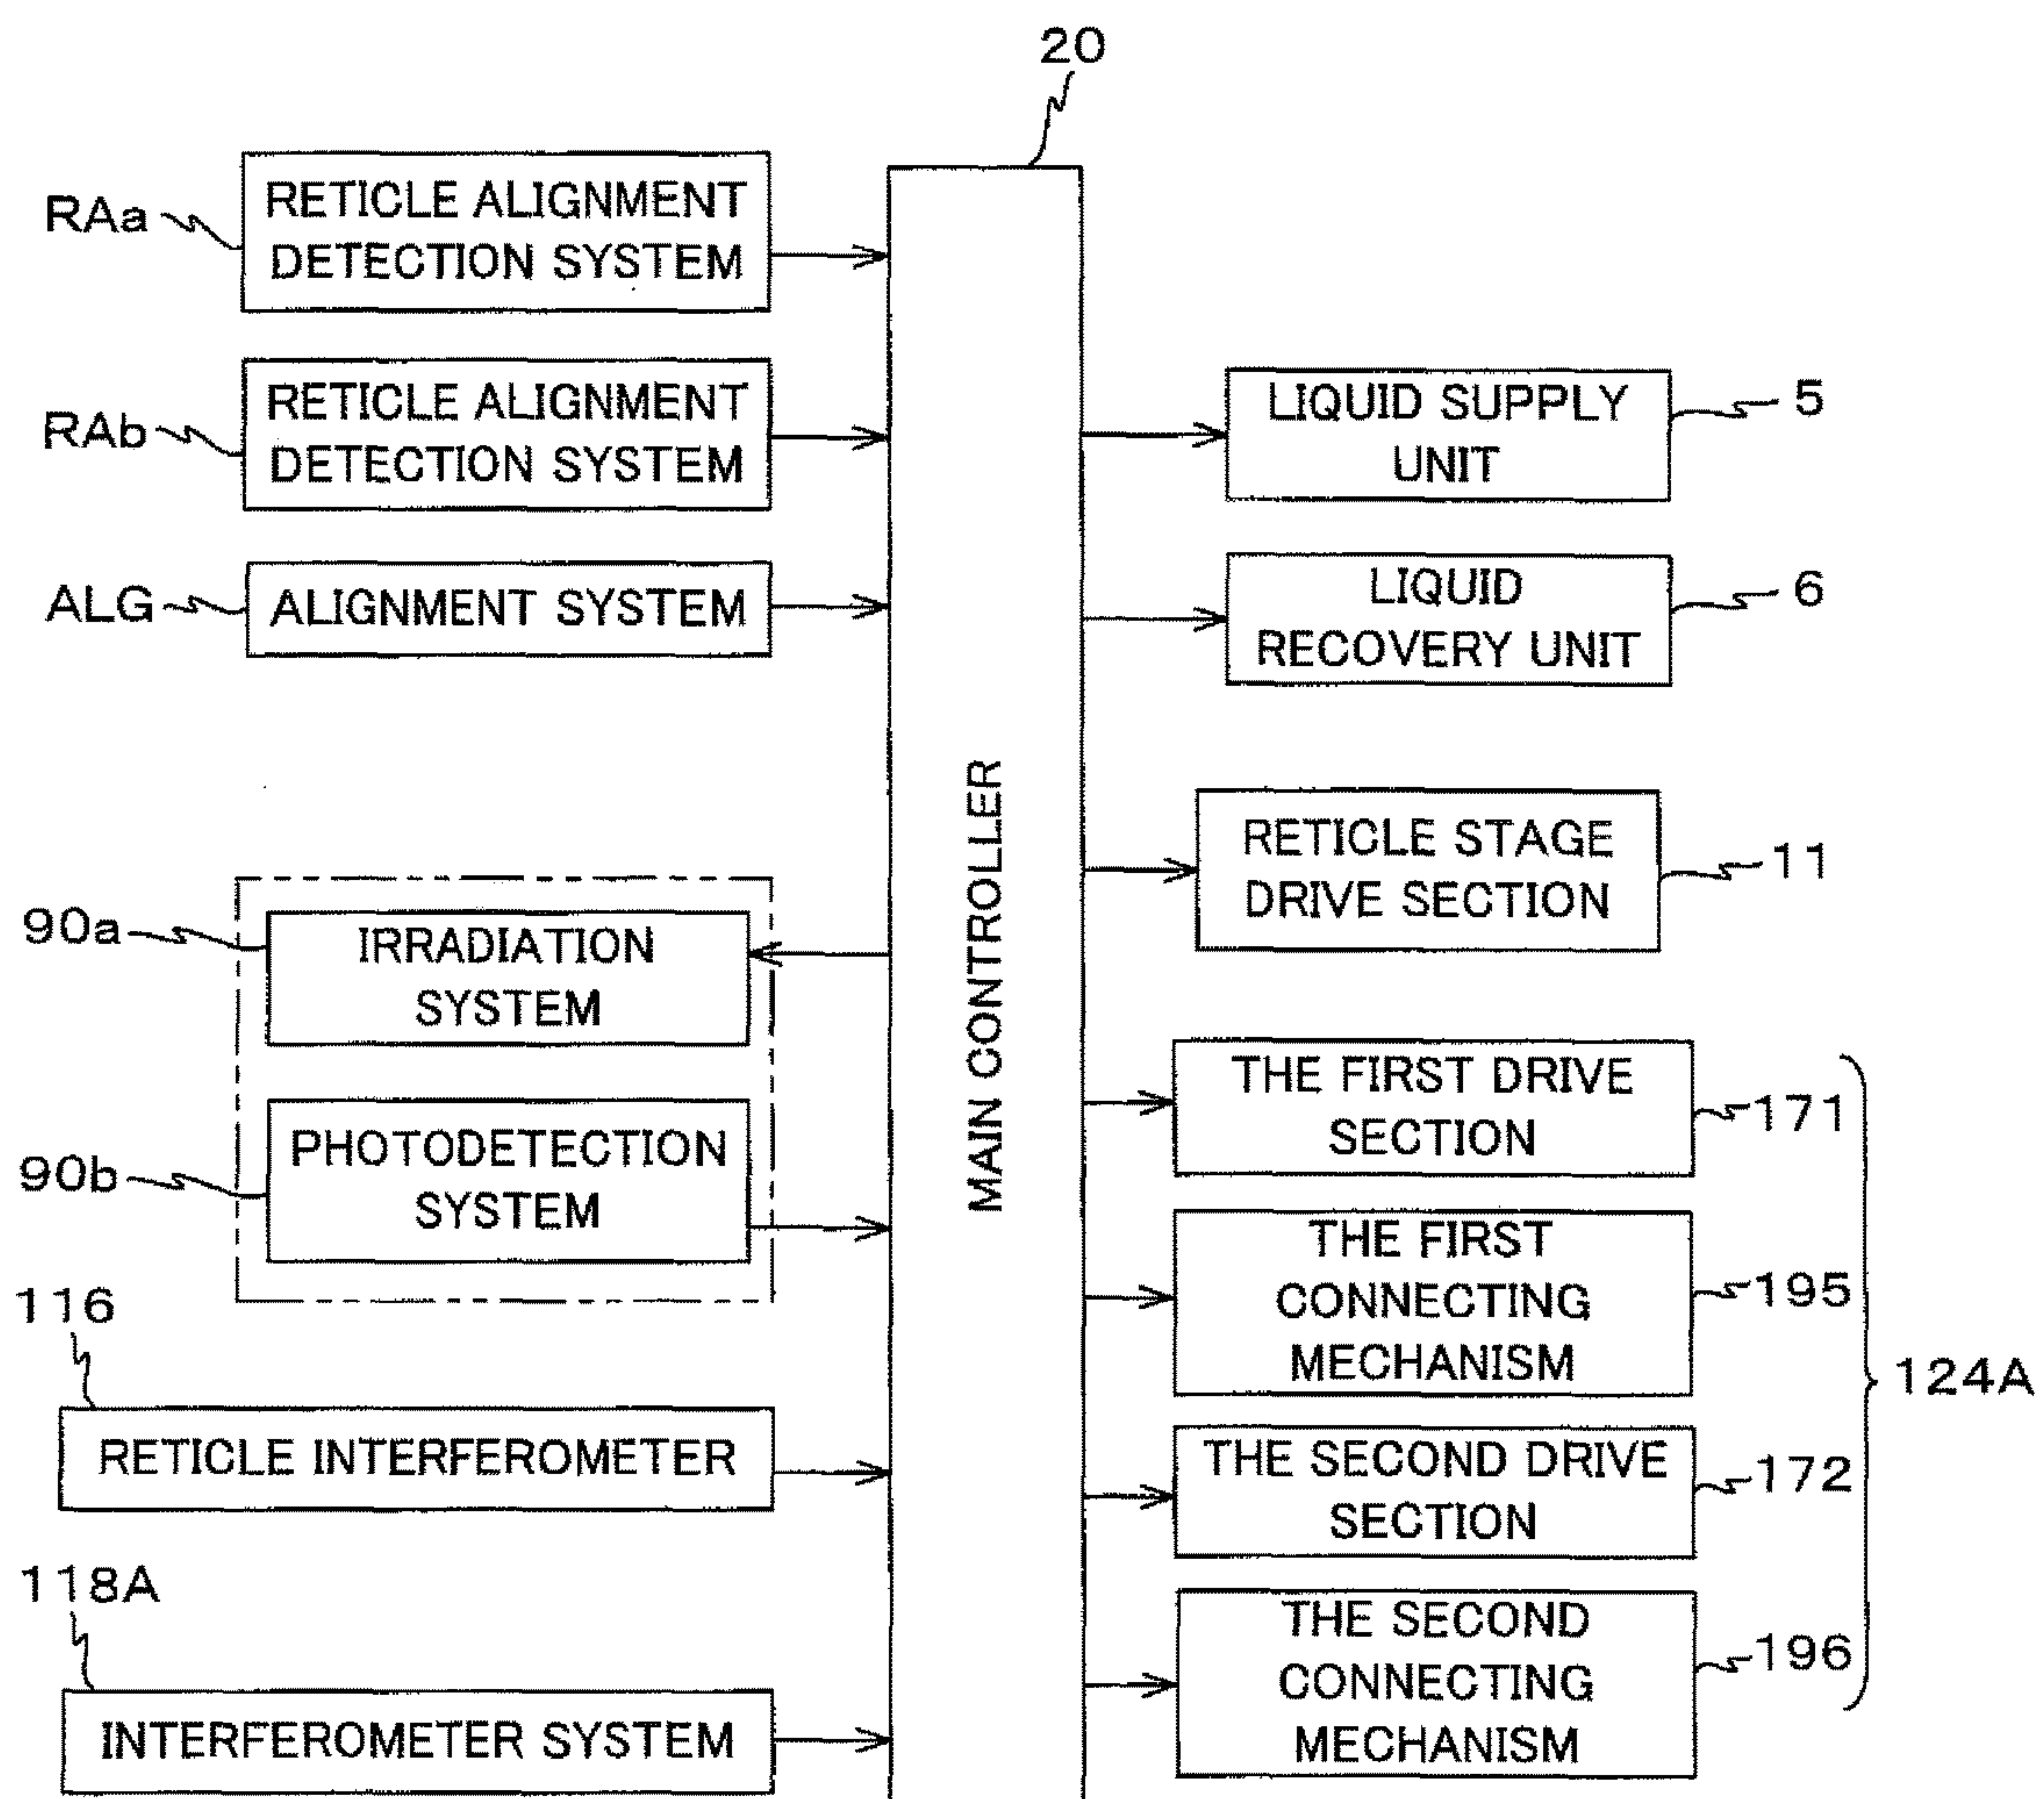 20
RAa
RETICLE ALIGNMENT
DETECTION SYSTEM
RAb
RETICLE ALIGNMENT
DETECTION SYSTEM
ALG
ALIGNMENT SYSTEM
90a
IRRADIATION
SYSTEM
90b
PHOTODETECTION
SYSTEM
116
RETICLE INTERFEROMETER
118A
INTERFEROMETER SYSTEM
MAIN CONTROLLER
LIQUID SUPPLY
UNIT
5
LIQUID
RECOVERY UNIT
6
RETICLE STAGE
DRIVE SECTION
11
THE FIRST DRIVE
SECTION
171
THE FIRST
CONNECTING
MECHANISM
195
THE SECOND DRIVE
SECTION
172
THE SECOND
CONNECTING
MECHANISM
196
124A